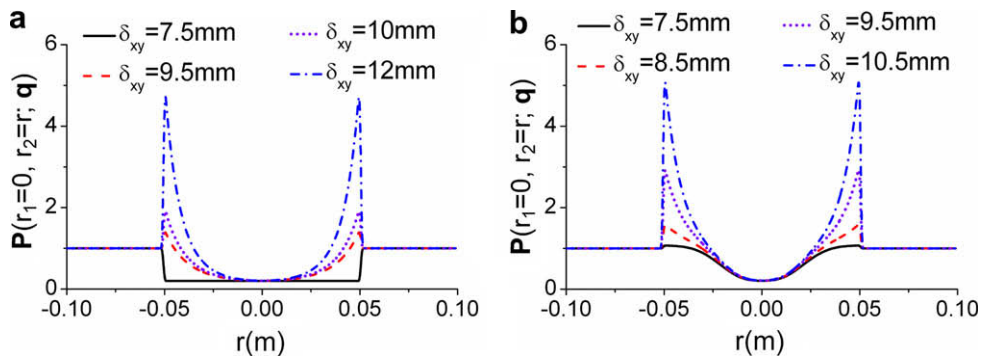 a
δxy=7.5mm δxy=10mm
δxy=9.5mm δxy=12mm
P(r1=0, r2=r; q)
6
4
2
0
-0.10 -0.05 0.00 0.05 0.10
r(m)
b
δxy=7.5mm δxy=9.5mm
δxy=8.5mm δxy=10.5mm
P(r1=0, r2=r; q)
6
4
2
0
-0.10 -0.05 0.00 0.05 0.10
r(m)